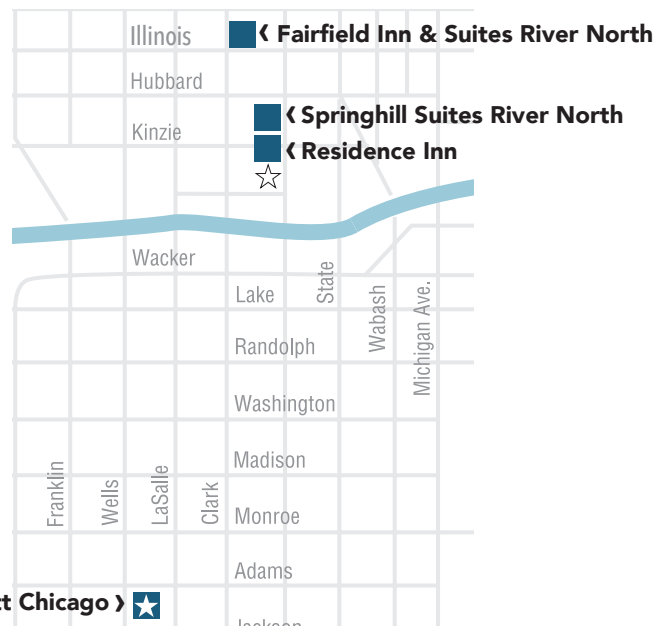 Illinois
‹ Fairfield Inn & Suites River North
Hubbard
‹ Springhill Suites River North
Kinzie
‹ Residence Inn
Wacker
Lake
State
Wabash
Michigan Ave.
Randolph
Washington
Madison
Franklin
Wells
LaSalle
Clark
Monroe
Adams
Chicago ›
Jackson